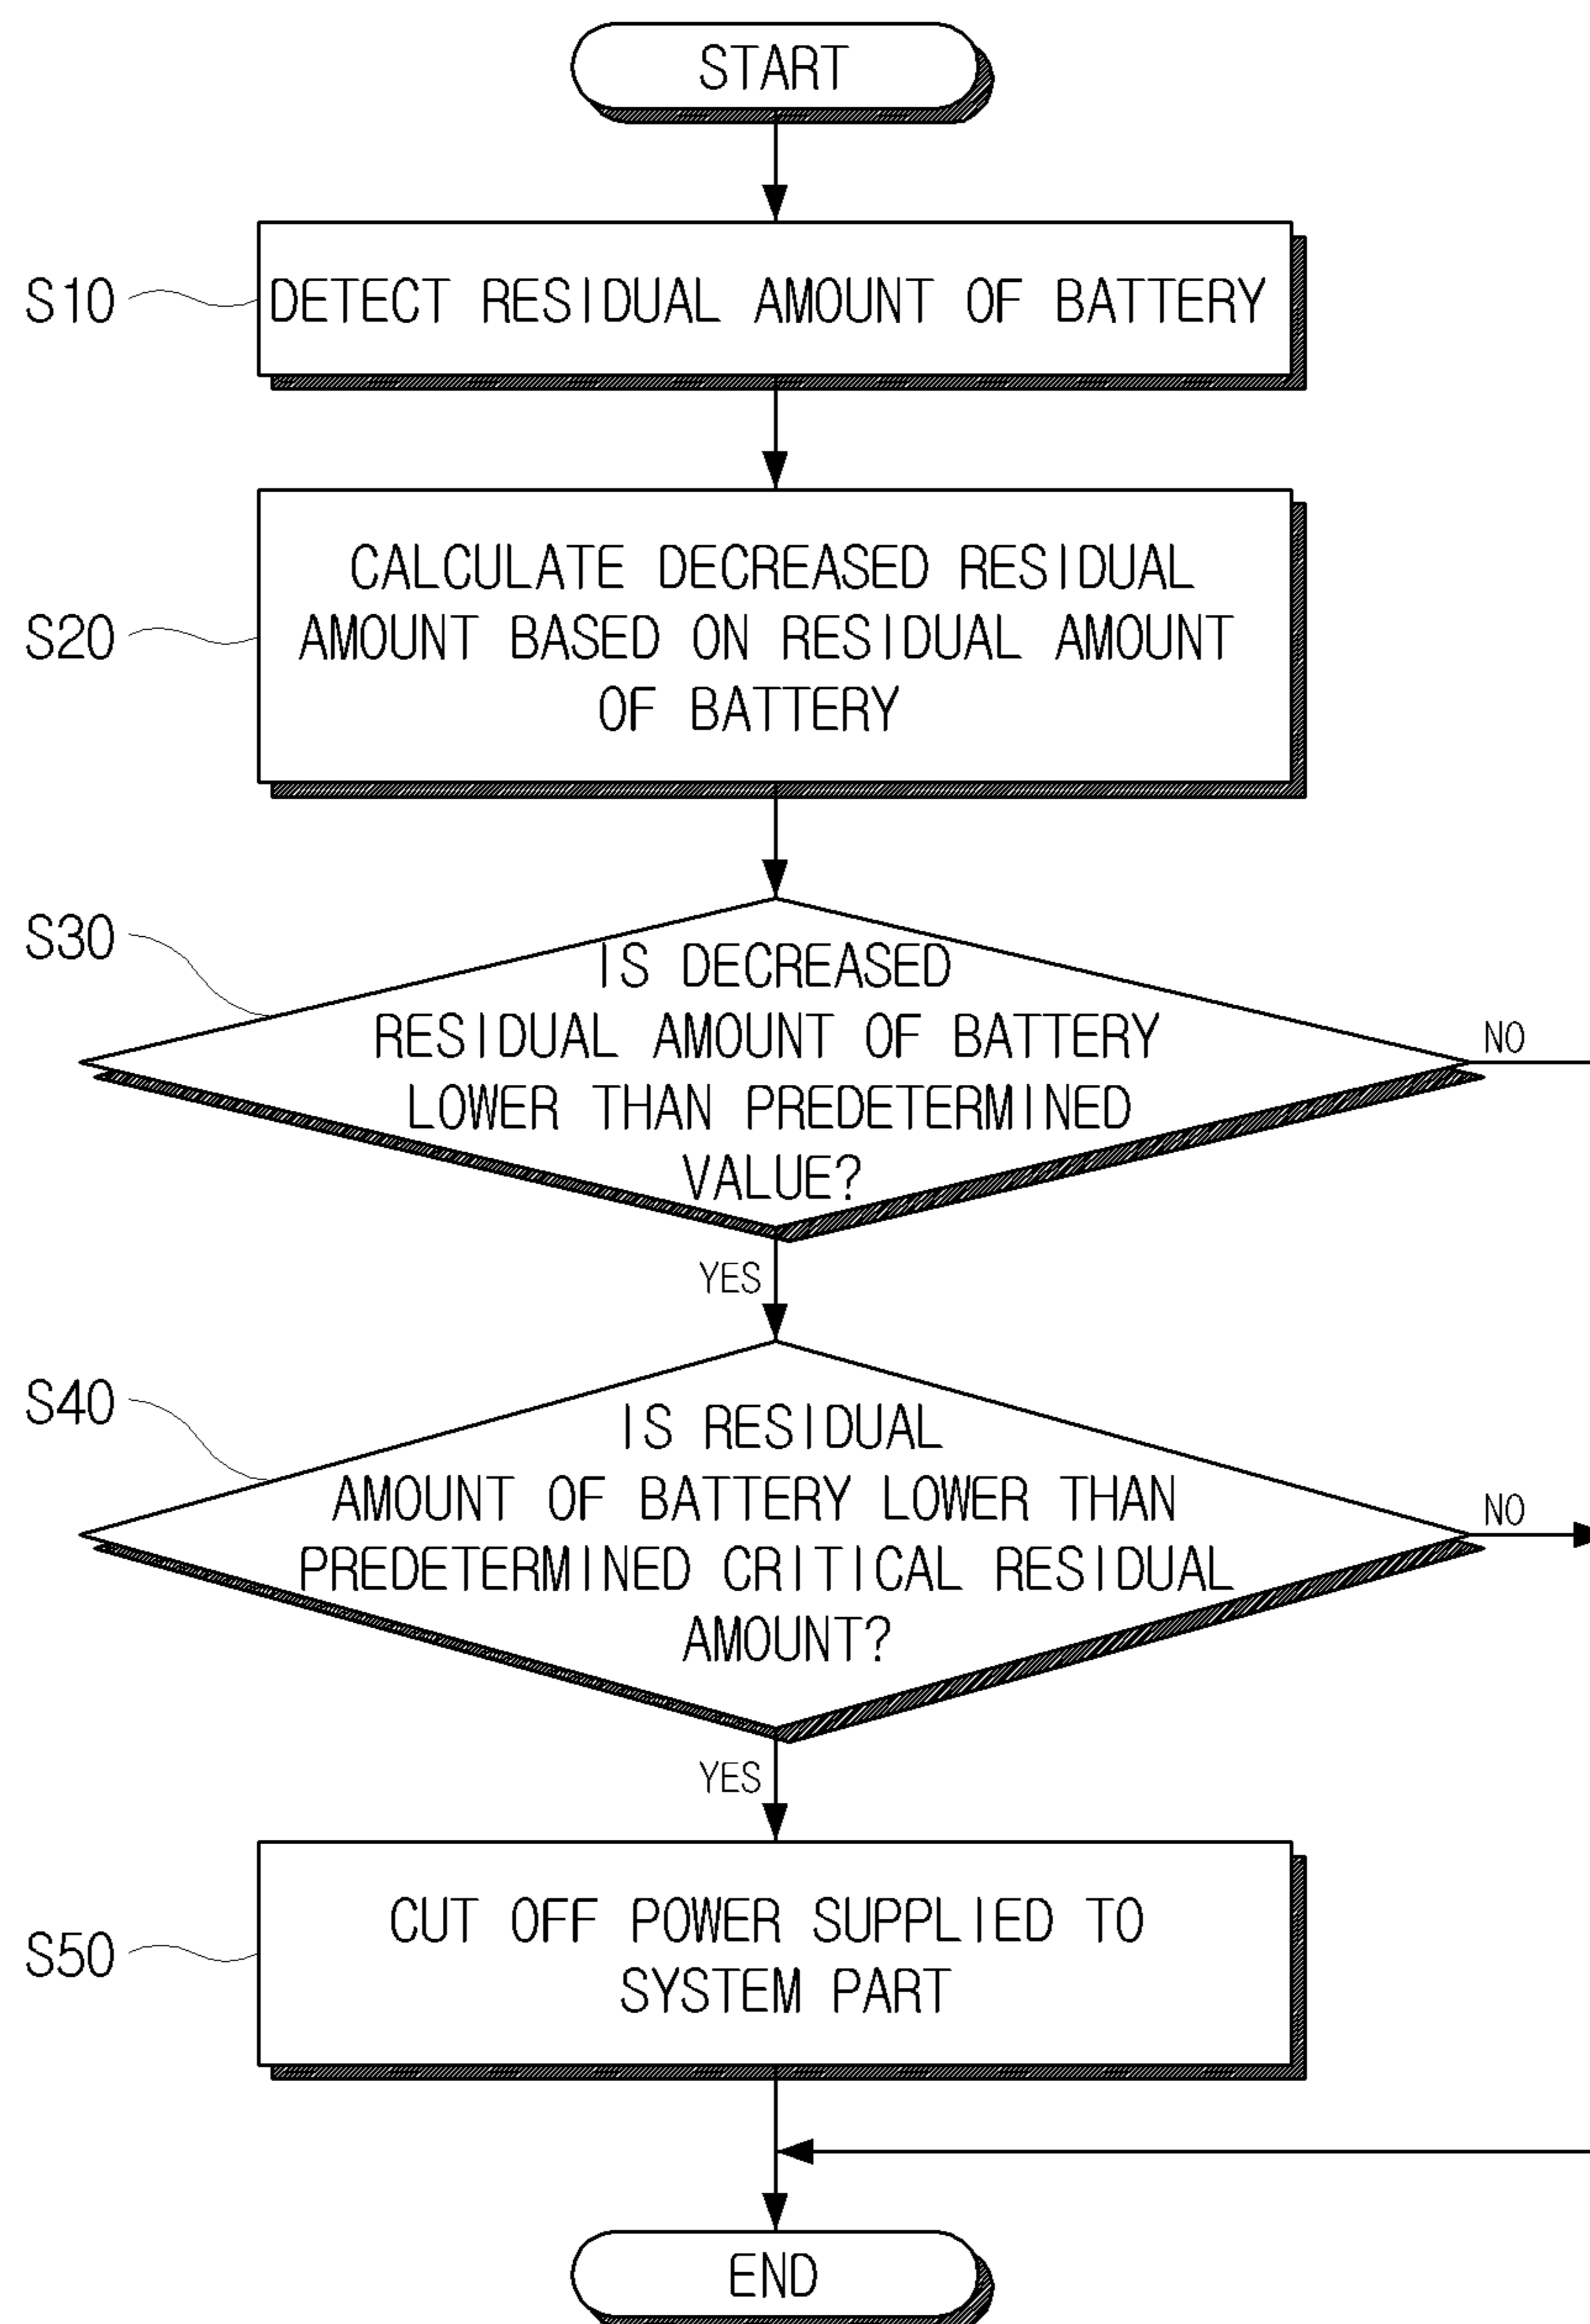 START
S10
DETECT RESIDUAL AMOUNT OF BATTERY
S20
CALCULATE DECREASED RESIDUAL
AMOUNT BASED ON RESIDUAL AMOUNT
OF BATTERY
S30
IS DECREASED
RESIDUAL AMOUNT OF BATTERY
LOWER THAN PREDETERMINED
VALUE?
NO
YES
S40
IS RESIDUAL
AMOUNT OF BATTERY LOWER THAN
PREDETERMINED CRITICAL RESIDUAL
AMOUNT?
NO
YES
S50
CUT OFF POWER SUPPLIED TO
SYSTEM PART
END